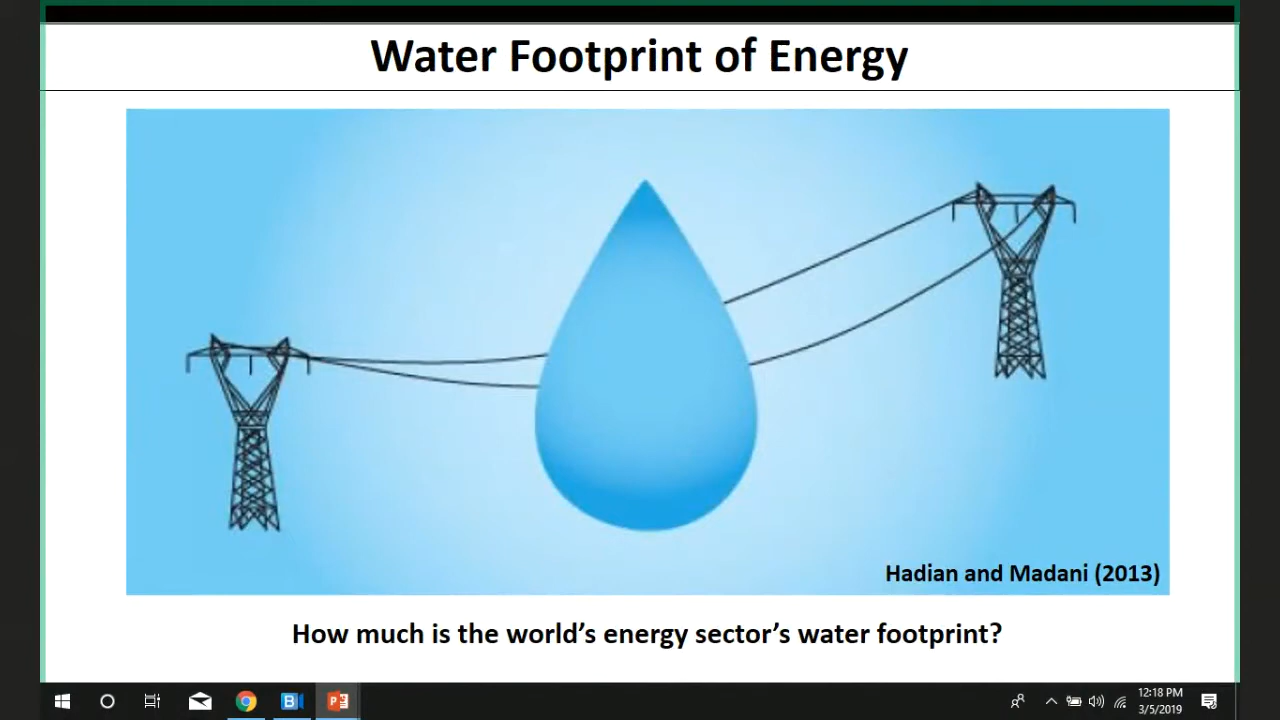 Water Footprint of Energy
Hadian and Madani (2013)
How much is the world's energy sector's water footprint?
12:18 PM
3/5/2019